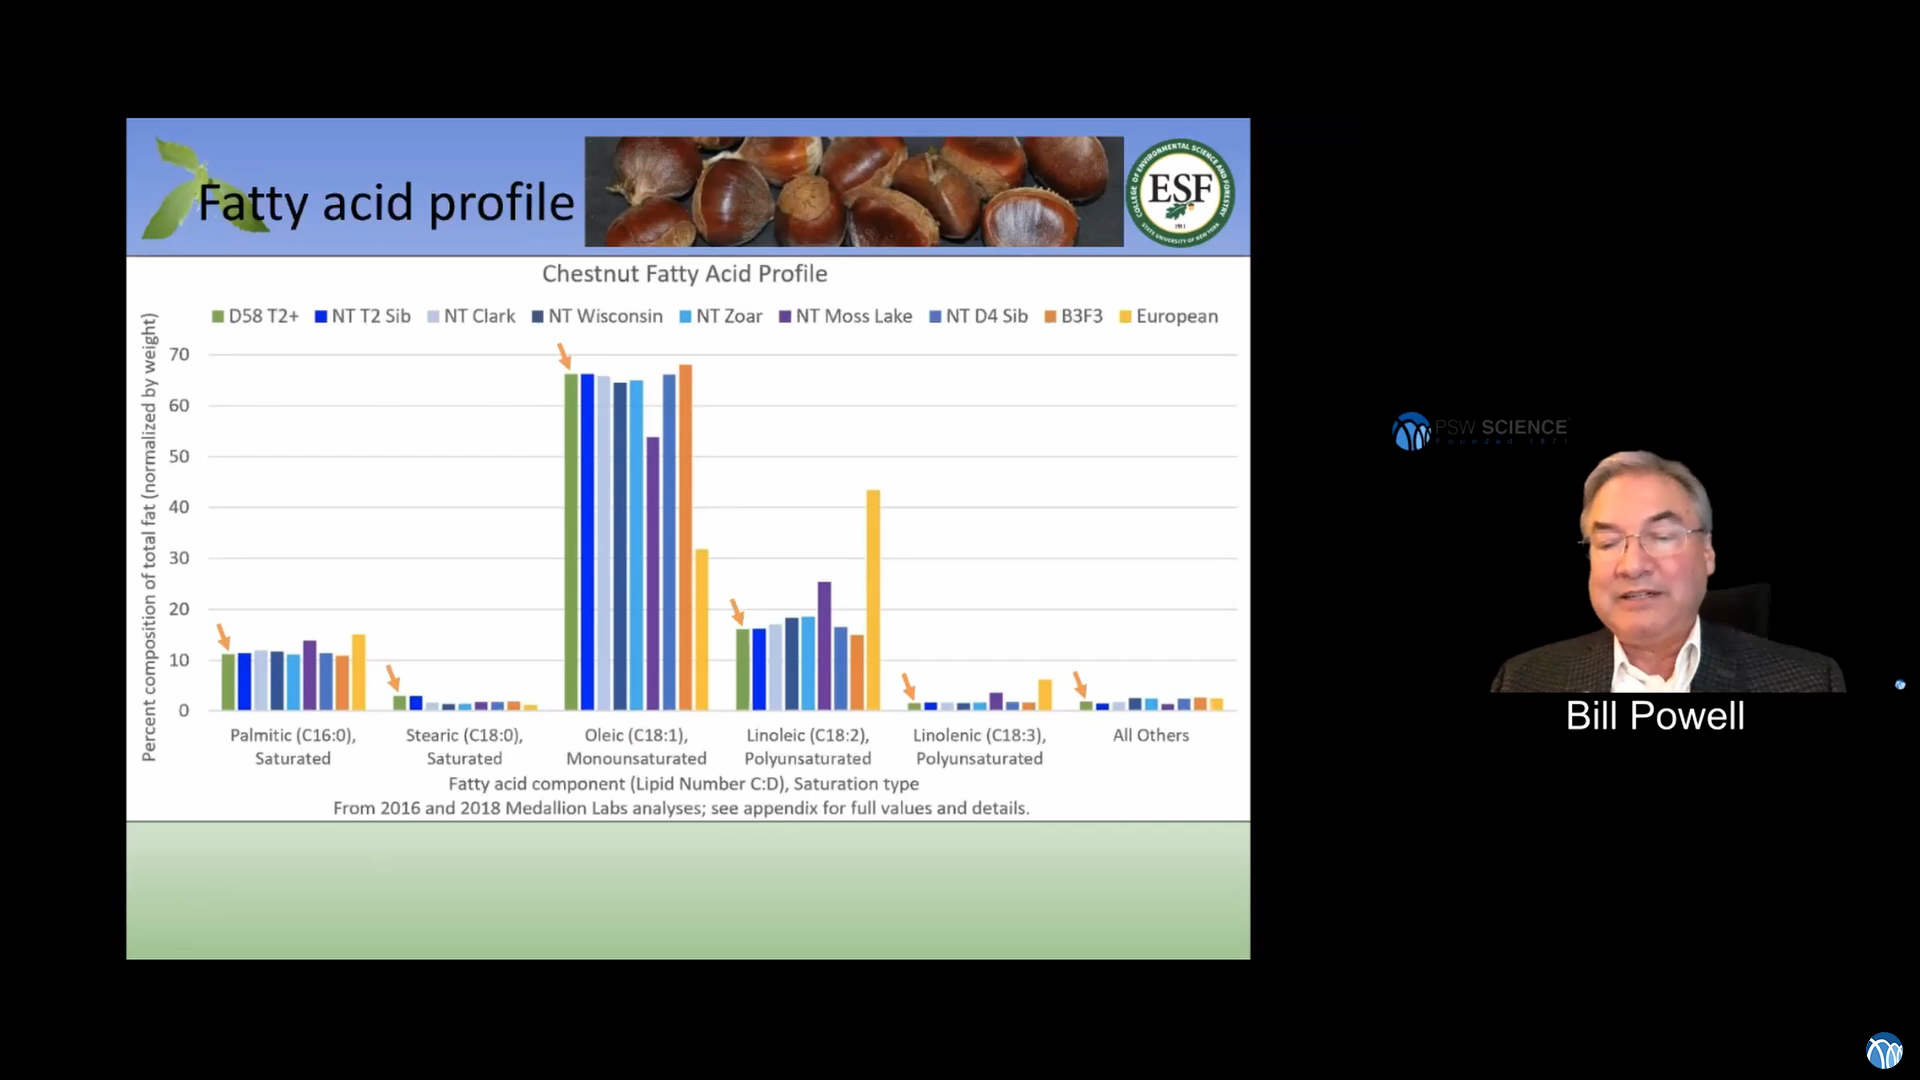 Fatty acid profile
COLLEGE OF ENVIRONMENTAL SCIENCE AND FORESTRY
ESF
1911
STATE UNIVERSITY OF NEW YORK
Chestnut Fatty Acid Profile
D58 T2+ NT T2 Sib NT Clark NT Wisconsin NT Zoar NT Moss Lake NT D4 Sib B3F3 European
Percent composition of total fat (normalized by weight)
70
60
50
40
30
20
10
0
Palmitic (C16:0), Stearic (C18:0), Oleic (C18:1), Linoleic (C18:2), Linolenic (C18:3), All Others
Saturated Saturated Monounsaturated Polyunsaturated Polyunsaturated
Fatty acid component (Lipid Number C:D), Saturation type
From 2016 and 2018 Medallion Labs analyses; see appendix for full values and details.
PSW SCIENCE
Founded 1871
Bill Powell